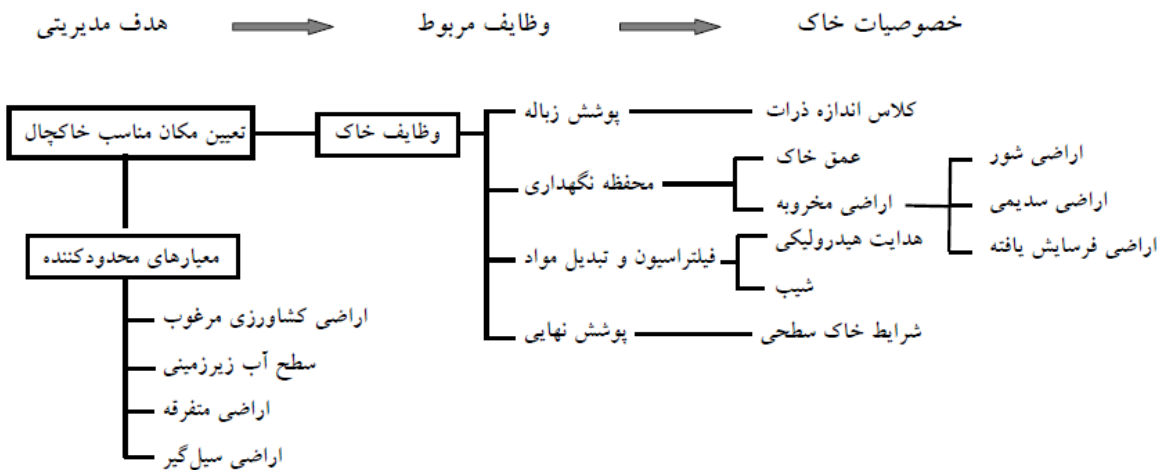 هدف مدیریتی
وظایف مربوط
خصوصیات خاک
تعیین مکان مناسب خاکچال
وظایف خاک
پوشش زباله
کلاس اندازه ذرات
محفظه نگهداری
عمق خاک
اراضی مخروبه
اراضی شور
اراضی سدیمی
اراضی فرسایش یافته
فیلتراسیون و تبدیل مواد
هدایت هیدرولیکی
شیب
پوشش نهایی
شرایط خاک سطحی
معیارهای محدودکننده
اراضی کشاورزی مرغوب
سطح آب زیرزمینی
اراضی متفرقه
اراضی سیل‌گیر